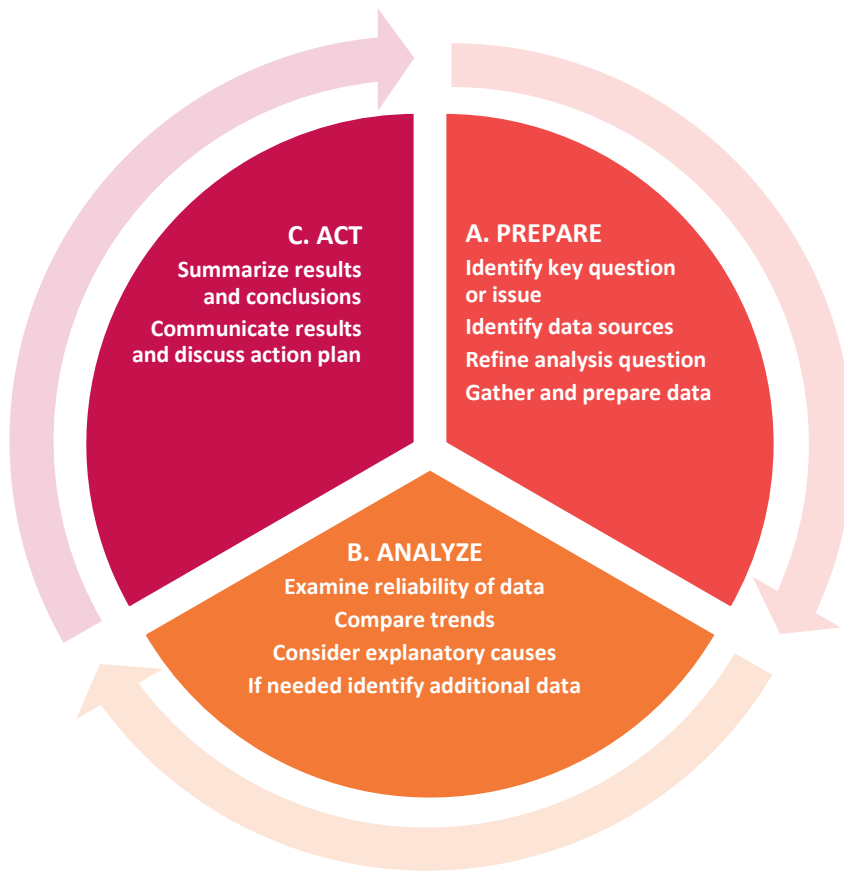 A. PREPARE
Identify key question
or issue
Identify data sources
Refine analysis question
Gather and prepare data
B. ANALYZE
Examine reliability of data
Compare trends
Consider explanatory causes
If needed identify additional data
C. ACT
Summarize results
and conclusions
Communicate results
and discuss action plan